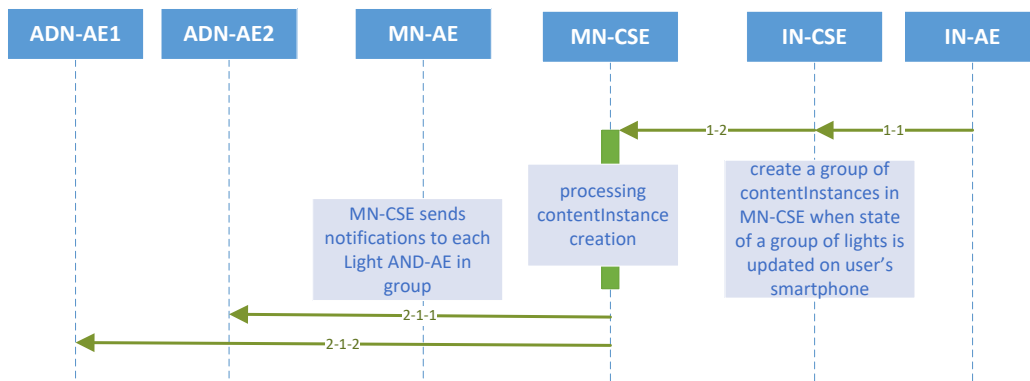 ADN-AE1
ADN-AE2
MN-AE
MN-CSE
IN-CSE
IN-AE
1-2
1-1
processing
contentInstance
creation
create a group of
contentInstances in
MN-CSE when state
of a group of lights is
updated on user’s
smartphone
MN-CSE sends
notifications to each
Light AND-AE in
group
2-1-1
2-1-2